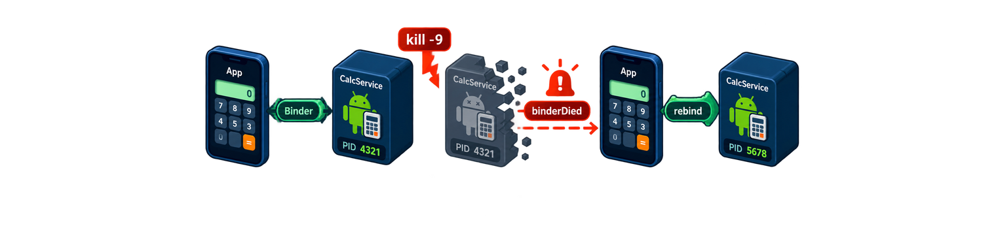 kill -9
App
0
7 8 9
4 5 3
0
=
Binder
CalcService
PID 4321
CalcService
PID 4321
!
binderDied
App
0
7 8 9
4 5 3
0
=
rebind
CalcService
PID 5678